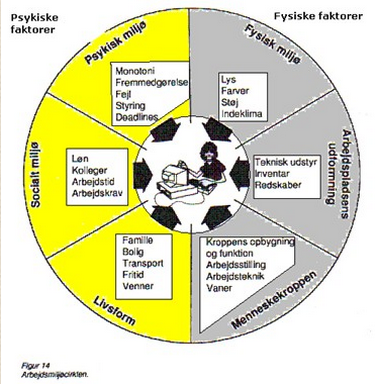 Psykiske
faktorer
Fysiske faktorer
Psykisk miljø
Monotoni
Fremmedgørelse
Fejl
Styring
Deadlines
Fysisk miljø
Lys
Farver
Støj
Indeklima
Socialt miljø
Løn
Kolleger
Arbejdstid
Arbejdskrav
Arbejdspladsens
udformning
Teknisk udstyr
Inventar
Redskaber
Livsform
Familie
Bolig
Transport
Fritid
Venner
Menneskekroppen
Kroppens opbygning
og funktion
Arbejdsstilling
Arbejdsteknik
Vaner
Figur 14
Arbejdsmiljøcirklen.